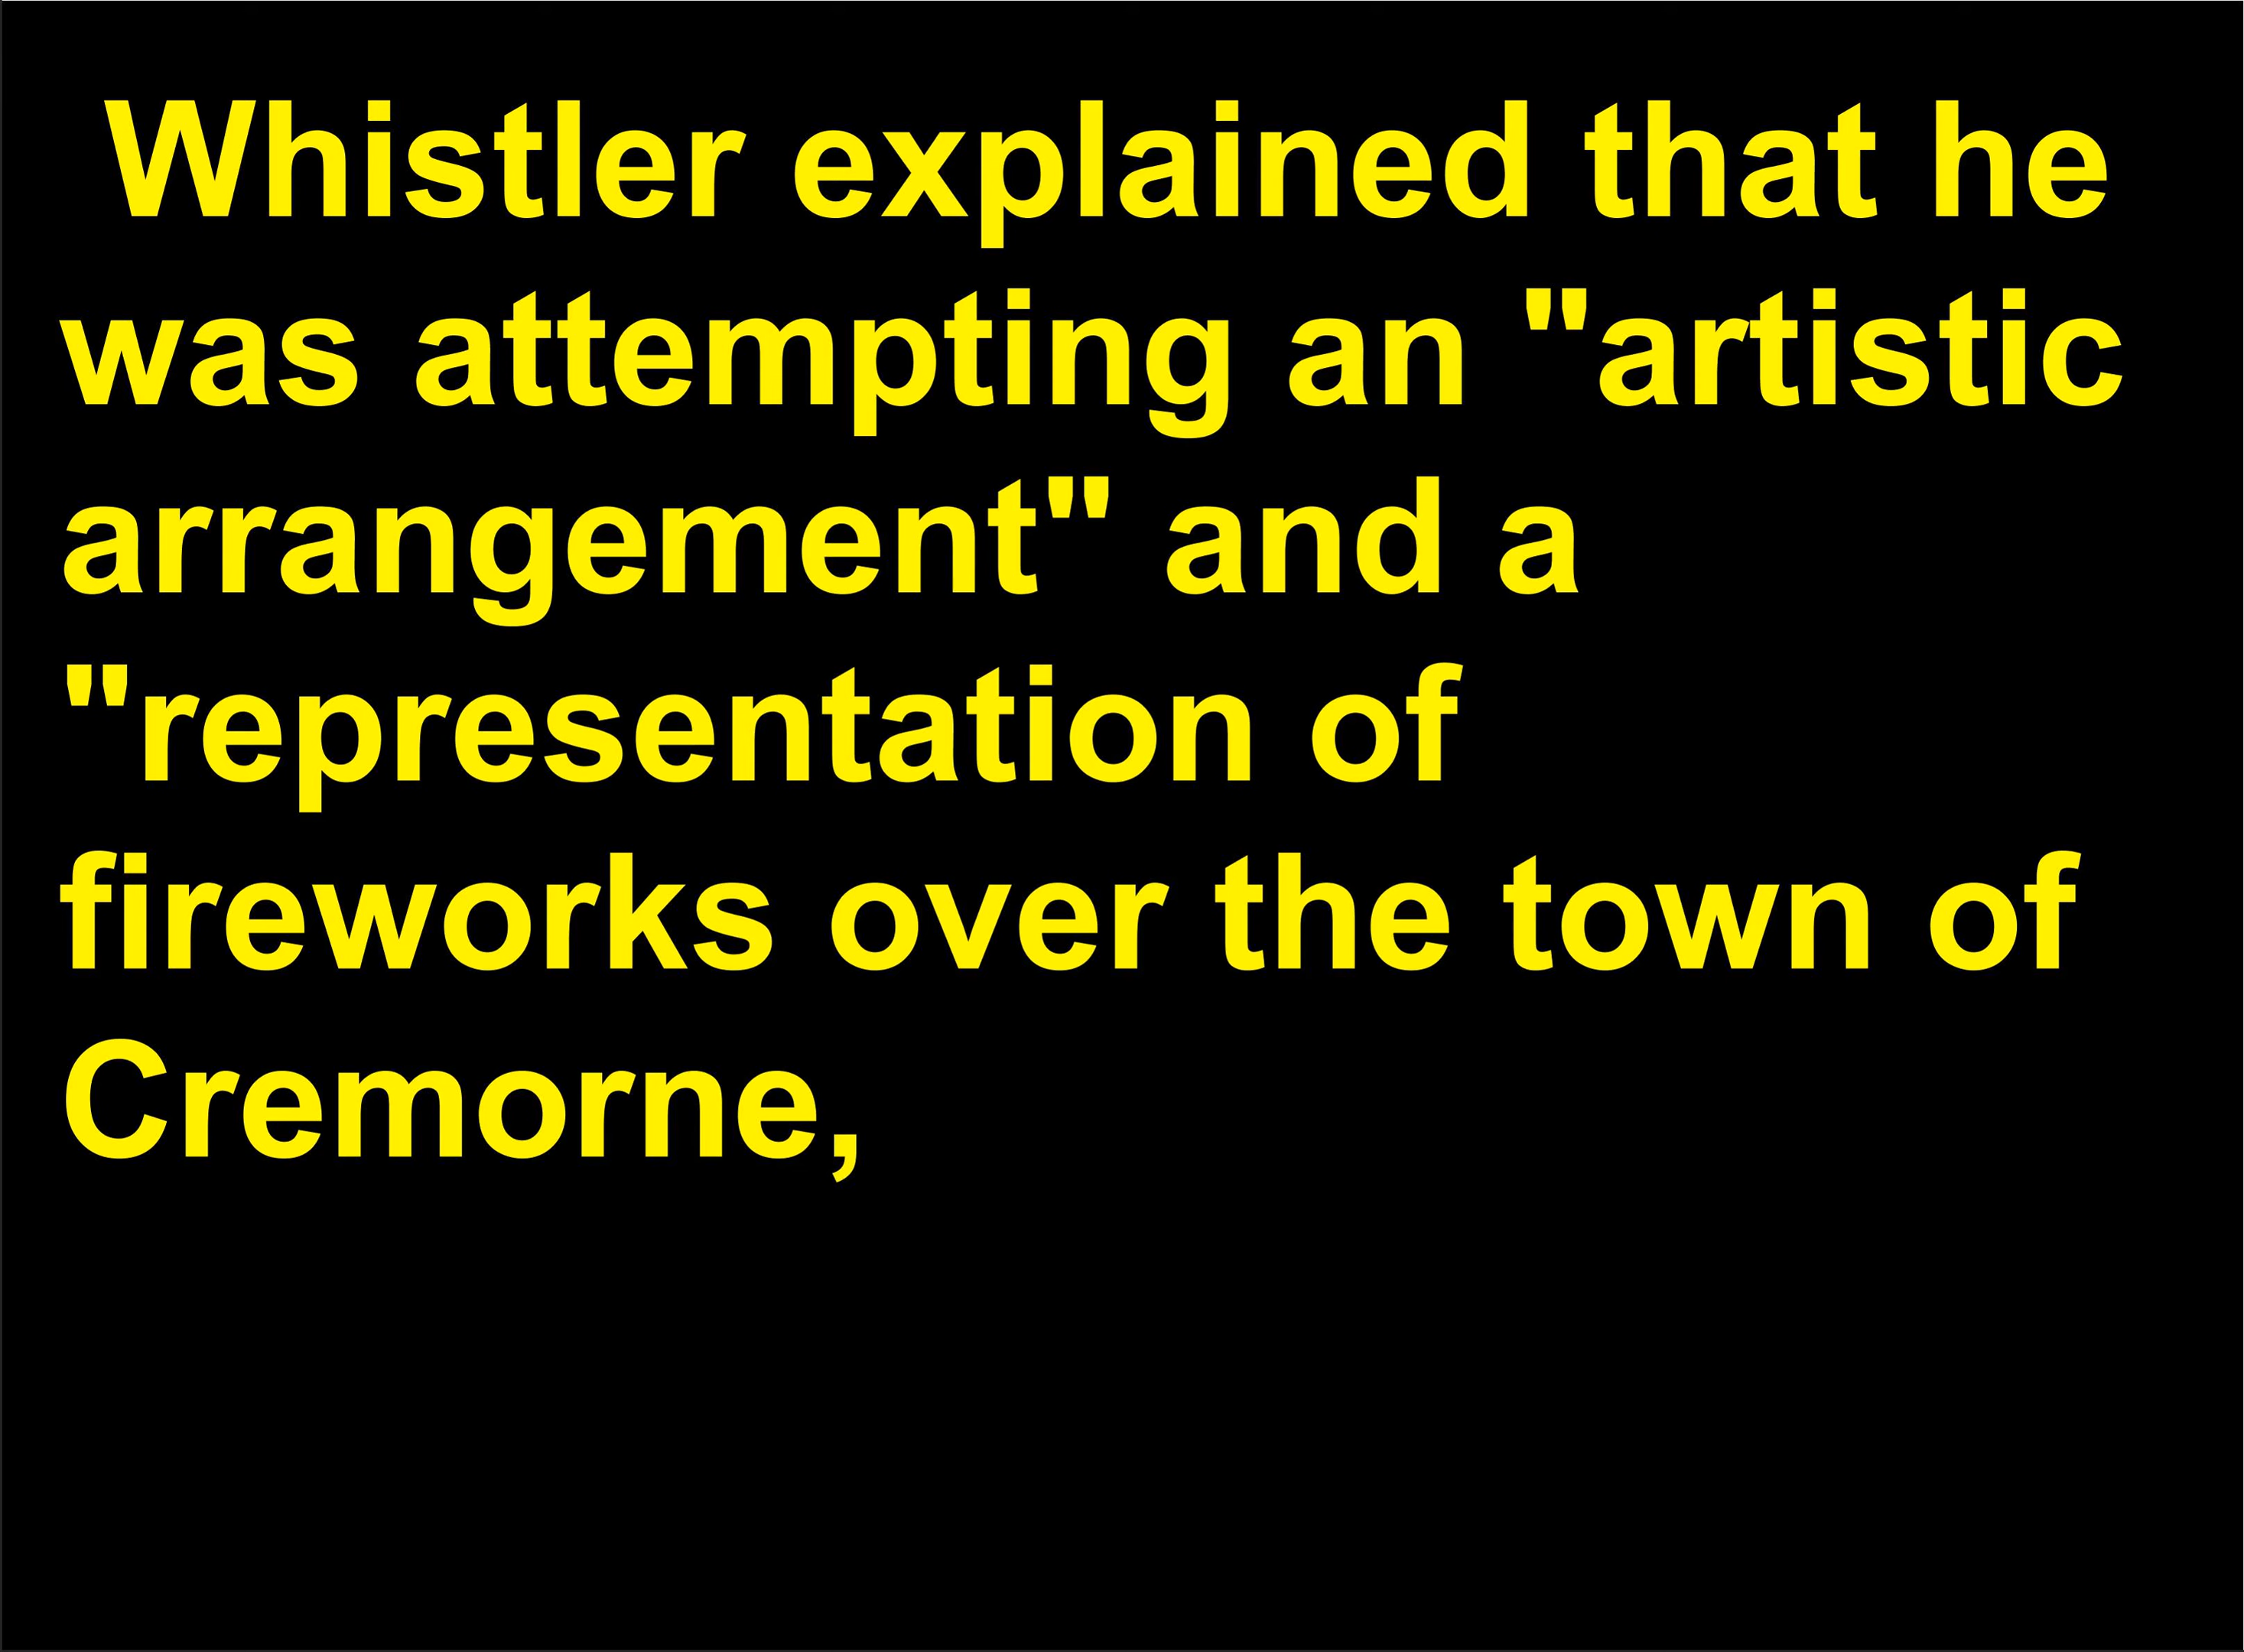 Whistler explained that he
was attempting an "artistic
arrangement" and a
"representation of
fireworks over the town of
Cremorne,